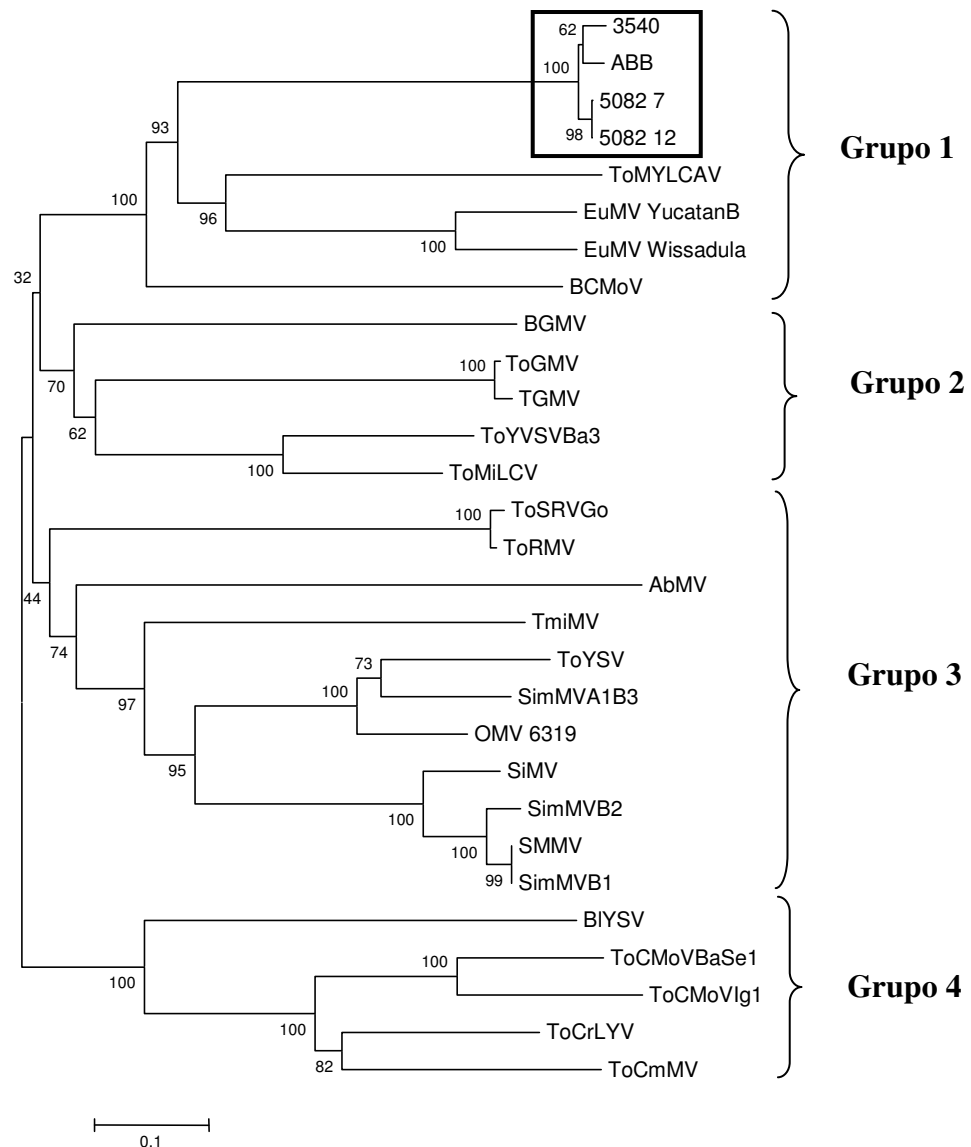 62
3540
ABB
100
5082 7
98
5082 12
93
Grupo 1
ToMYLCAV
100
96
EuMV YucatanB
100
EuMV Wissadula
32
BCMoV
BGMV
70
100
ToGMV
TGMV
Grupo 2
62
ToYVSVBa3
100
ToMiLCV
100
ToSRVGo
ToRMV
44
AbMV
74
TmiMV
73
ToYSV
97
100
SimMVA1B3
Grupo 3
OMV 6319
95
SiMV
100
SimMVB2
100
SMMV
99
SimMVB1
BlYSV
100
100
ToCMoVBaSe1
ToCMoVIg1
Grupo 4
100
ToCrLYV
82
ToCmMV
0.1